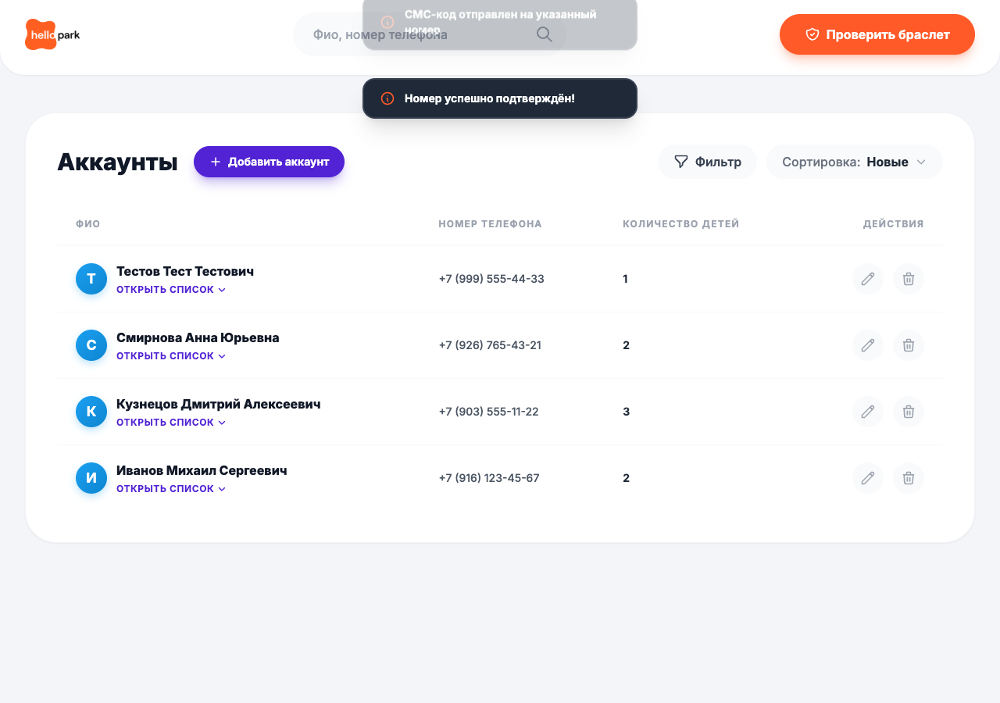 hello park
СМС-код отправлен на указанный
номер
Фио, номер телефона
Проверить браслет
Номер успешно подтверждён!
Аккаунты
Добавить аккаунт
Фильтр
Сортировка: Новые
ФИО НОМЕР ТЕЛЕФОНА КОЛИЧЕСТВО ДЕТЕЙ ДЕЙСТВИЯ
Т
Тестов Тест Тестович
ОТКРЫТЬ СПИСОК
+7 (999) 555-44-33
1
С
Смирнова Анна Юрьевна
ОТКРЫТЬ СПИСОК
+7 (926) 765-43-21
2
К
Кузнецов Дмитрий Алексеевич
ОТКРЫТЬ СПИСОК
+7 (903) 555-11-22
3
И
Иванов Михаил Сергеевич
ОТКРЫТЬ СПИСОК
+7 (916) 123-45-67
2